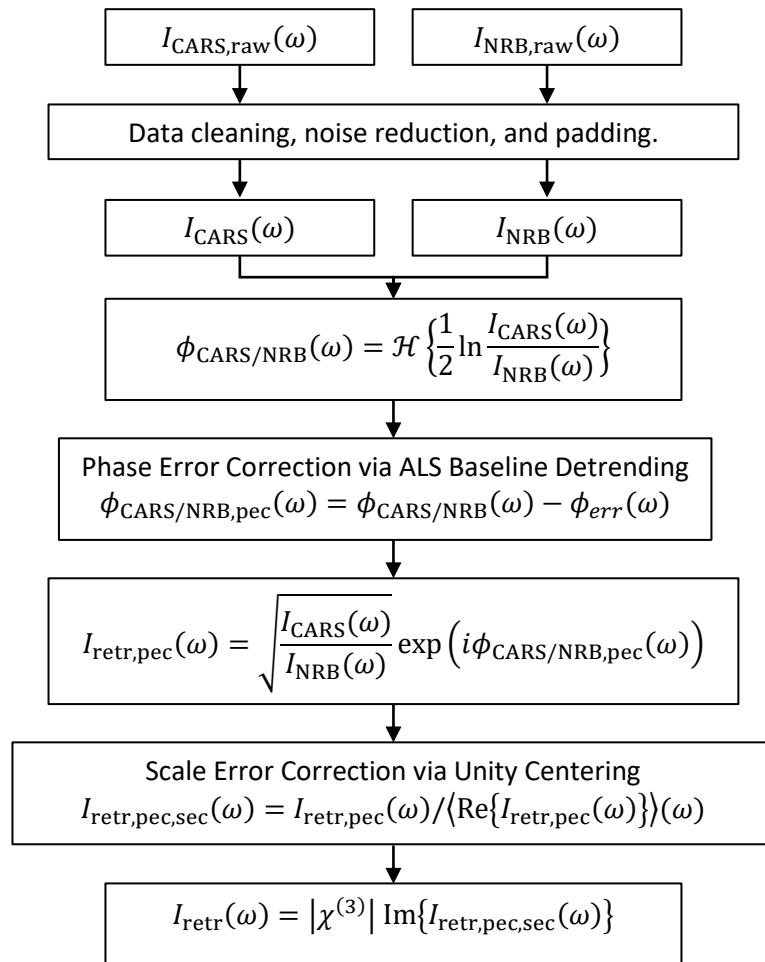 I_CARS,raw(ω)
I_NRB,raw(ω)
Data cleaning, noise reduction, and padding.
I_CARS(ω)
I_NRB(ω)
ϕ_CARS/NRB(ω) = ℋ{1/2 ln I_CARS(ω)/I_NRB(ω)}
Phase Error Correction via ALS Baseline Detrending
ϕ_CARS/NRB,pec(ω) = ϕ_CARS/NRB(ω) − ϕ_err(ω)
I_retr,pec(ω) = √(I_CARS(ω)/I_NRB(ω)) exp(iϕ_CARS/NRB,pec(ω))
Scale Error Correction via Unity Centering
I_retr,pec,sec(ω) = I_retr,pec(ω)/⟨Re{I_retr,pec(ω)}⟩(ω)
I_retr(ω) = |χ⁽³⁾| Im{I_retr,pec,sec(ω)}